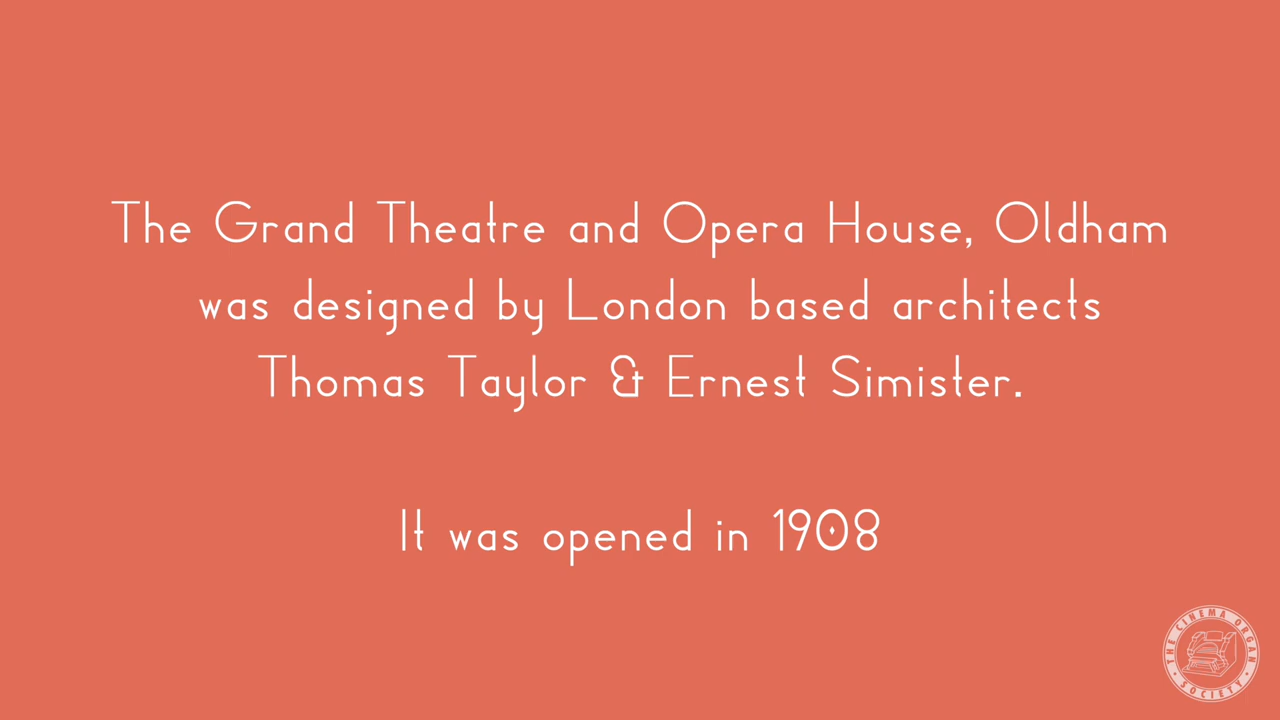 The Grand Theatre and Opera House, Oldham
was designed by London based architects
Thomas Taylor & Ernest Simister.
It was opened in 1908
THE CINEMA ORGAN
SOCIETY